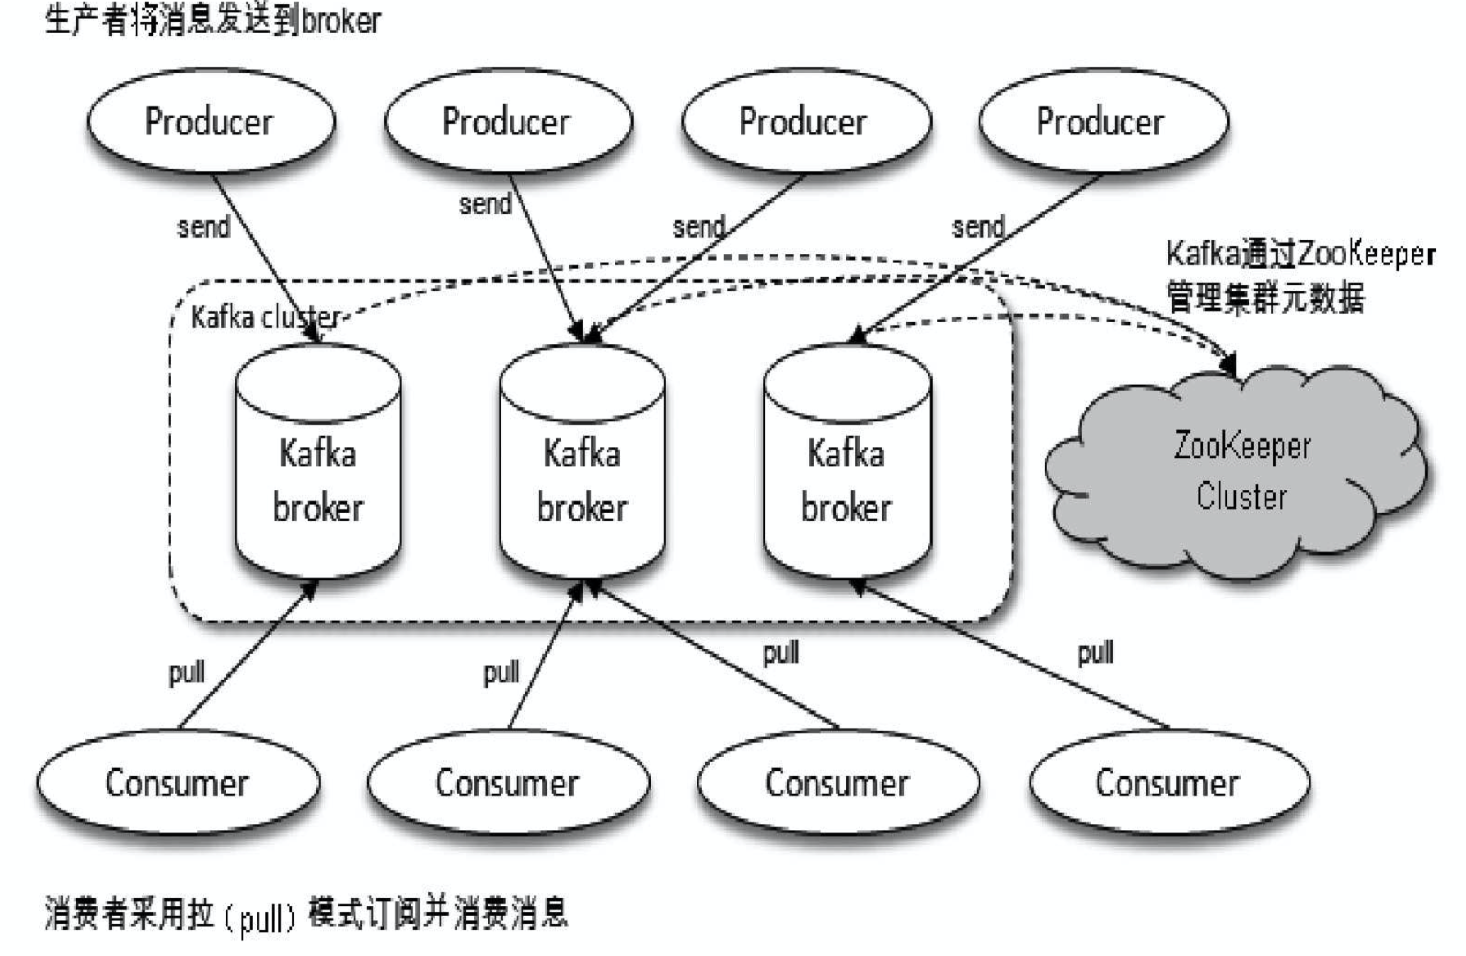 生产者将消息发送到broker
Producer
Producer
Producer
Producer
send
send
send
send
Kafka通过ZooKeeper
管理集群元数据
Kafka cluster
Kafka
broker
Kafka
broker
Kafka
broker
ZooKeeper
Cluster
pull
pull
pull
pull
Consumer
Consumer
Consumer
Consumer
消费者采用拉（pull）模式订阅并消费消息